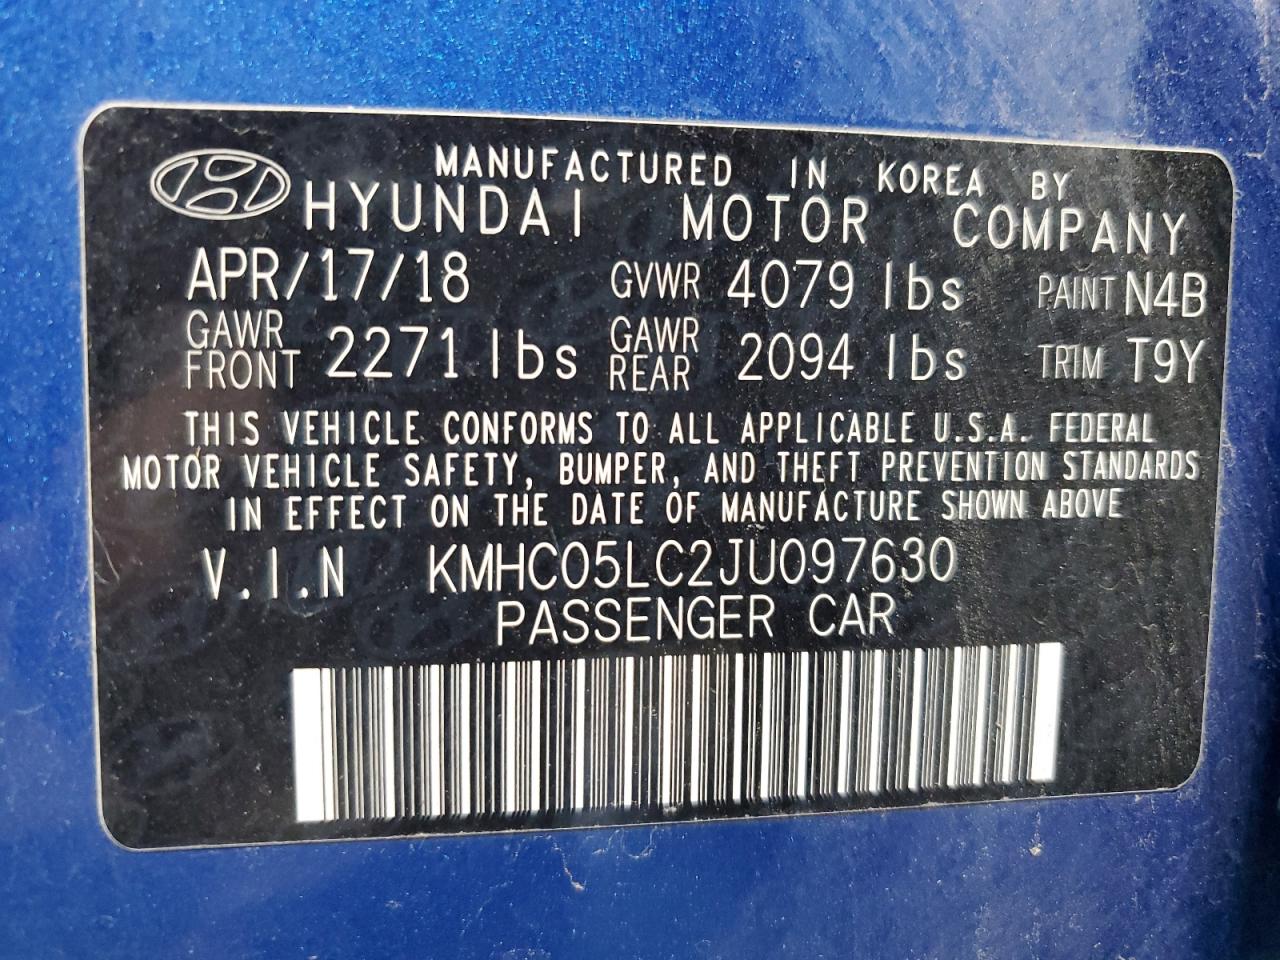 MANUFACTURED IN KOREA BY
HYUNDAI MOTOR COMPANY
APR/17/18 GVWR 4079 lbs PAINT N4B
GAWR FRONT 2271 lbs GAWR REAR 2094 lbs TRIM T9Y
THIS VEHICLE CONFORMS TO ALL APPLICABLE U.S.A. FEDERAL
MOTOR VEHICLE SAFETY, BUMPER, AND THEFT PREVENTION STANDARDS
IN EFFECT ON THE DATE OF MANUFACTURE SHOWN ABOVE
V.I.N KMHC05LC2JU097630
PASSENGER CAR